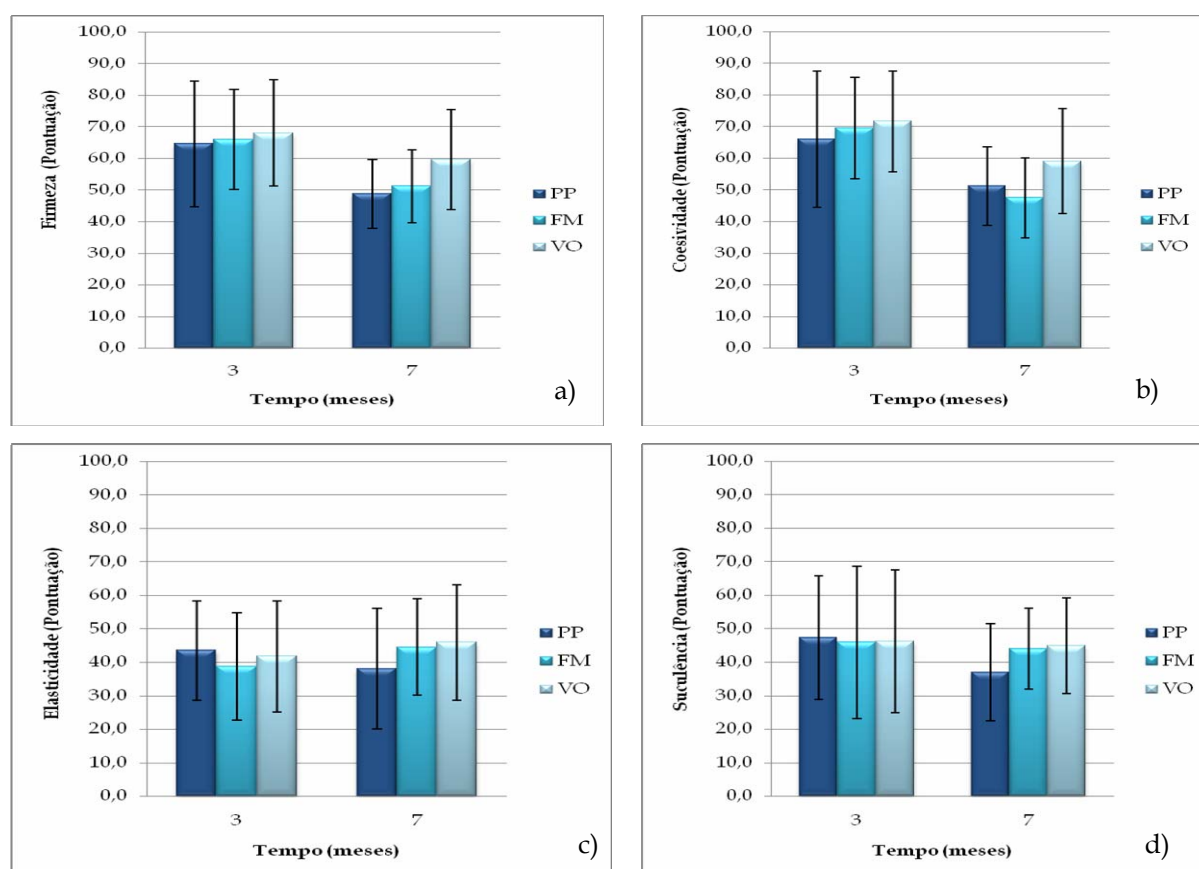 100,0
90,0
80,0
70,0
60,0
50,0
40,0
30,0
20,0
10,0
0,0
Firmeza (Pontuação)
3
7
Tempo (meses)
PP
FM
VO
a)
100,0
90,0
80,0
70,0
60,0
50,0
40,0
30,0
20,0
10,0
0,0
Coesividade (Pontuação)
3
7
Tempo (meses)
PP
FM
VO
b)
100,0
90,0
80,0
70,0
60,0
50,0
40,0
30,0
20,0
10,0
0,0
Elasticidade (Pontuação)
3
7
Tempo (meses)
PP
FM
VO
c)
100,0
90,0
80,0
70,0
60,0
50,0
40,0
30,0
20,0
10,0
0,0
Suculência (Pontuação)
3
7
Tempo (meses)
PP
FM
VO
d)